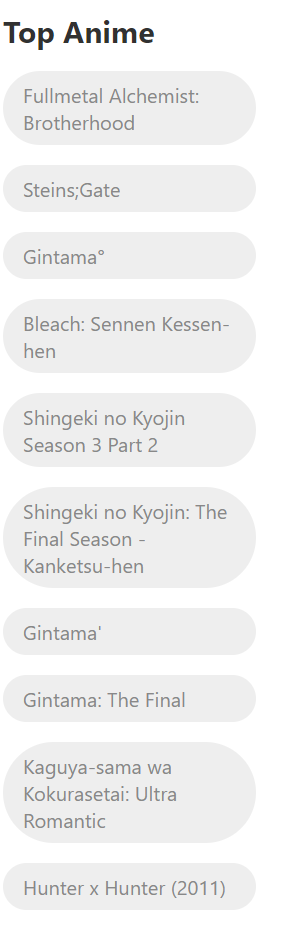 Top Anime
Fullmetal Alchemist:
Brotherhood
Steins;Gate
Gintama°
Bleach: Sennen Kessen-
hen
Shingeki no Kyojin
Season 3 Part 2
Shingeki no Kyojin: The
Final Season -
Kanketsu-hen
Gintama'
Gintama: The Final
Kaguya-sama wa
Kokurasetai: Ultra
Romantic
Hunter x Hunter (2011)